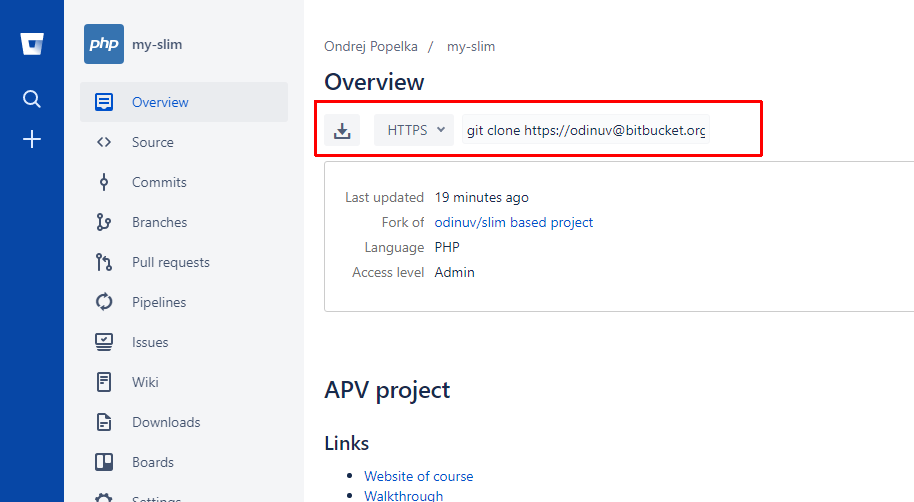 php my-slim
Overview
Source
Commits
Branches
Pull requests
Pipelines
Issues
Wiki
Downloads
Boards
Settings
Ondrej Popelka / my-slim
Overview
HTTPS git clone https://odinuv@bitbucket.org
Last updated 19 minutes ago
Fork of odinuv/slim based project
Language PHP
Access level Admin
APV project
Links
Website of course
Walkthrough